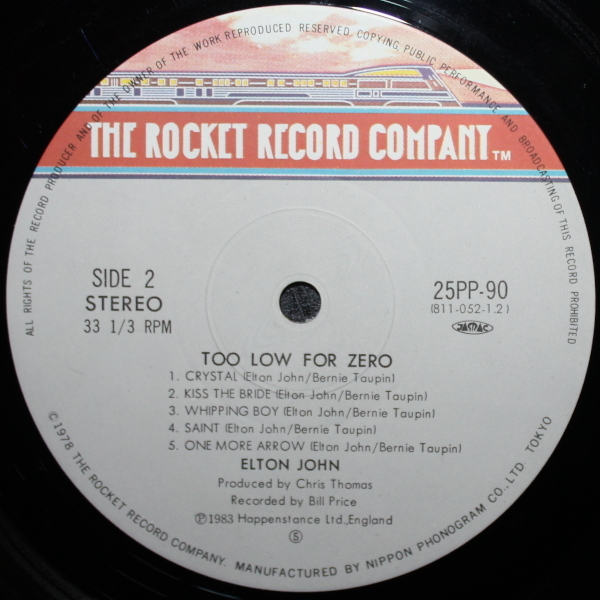 ALL RIGHTS OF THE RECORD PRODUCER AND OF THE OWNER OF THE WORK REPRODUCED RESERVED. COPYING, PUBLIC PERFORMANCE AND BROADCASTING OF THIS RECORD PROHIBITED
THE ROCKET RECORD COMPANY TM
SIDE 2
STEREO
33 1/3 RPM
25PP-90
(811-052-1.2)
JASRAC
TOO LOW FOR ZERO
1. CRYSTAL (Elton John/Bernie Taupin)
2. KISS THE BRIDE (Elton John/Bernie Taupin)
3. WHIPPING BOY (Elton John/Bernie Taupin)
4. SAINT (Elton John/Bernie Taupin)
5. ONE MORE ARROW (Elton John/Bernie Taupin)
ELTON JOHN
Produced by Chris Thomas
Recorded by Bill Price
Ⓟ1983 Happenstance Ltd.,England
Ⓢ
©1978 THE ROCKET RECORD COMPANY. MANUFACTURED BY NIPPON PHONOGRAM CO., LTD. TOKYO